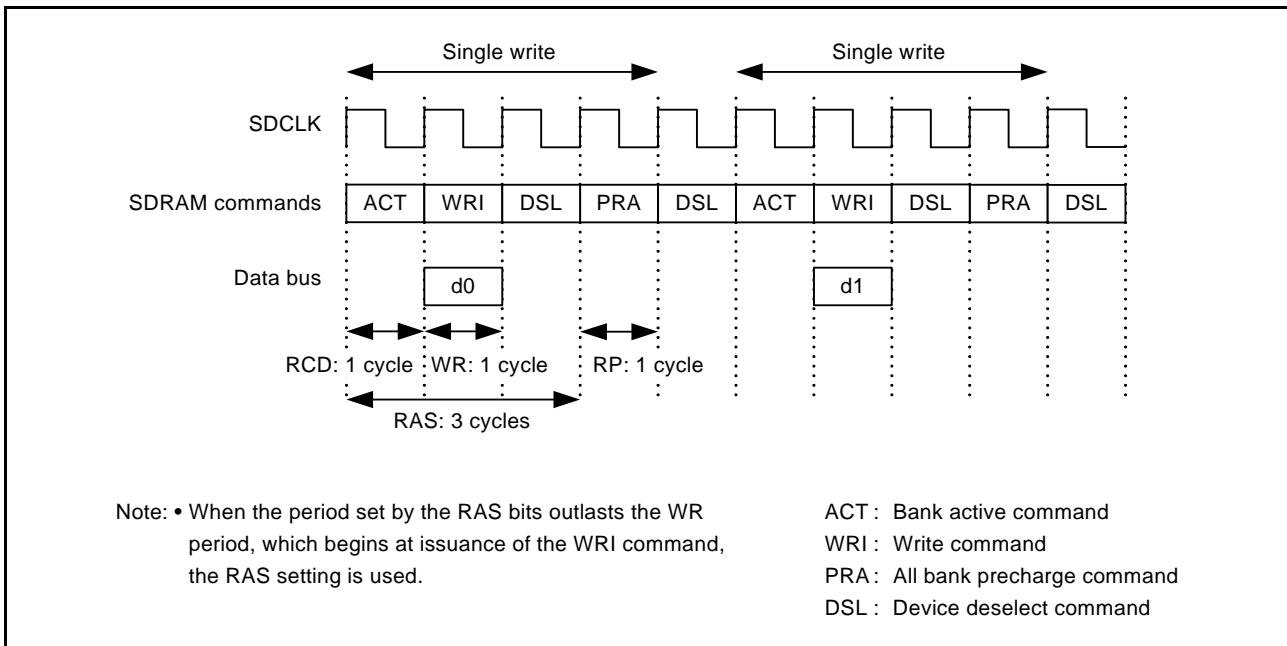 Single write Single write
SDCLK
SDRAM commands ACT WRI DSL PRA DSL ACT WRI DSL PRA DSL
Data bus d0 d1
RCD: 1 cycle WR: 1 cycle RP: 1 cycle
RAS: 3 cycles
Note: • When the period set by the RAS bits outlasts the WR
period, which begins at issuance of the WRI command,
the RAS setting is used.
ACT : Bank active command
WRI : Write command
PRA : All bank precharge command
DSL : Device deselect command